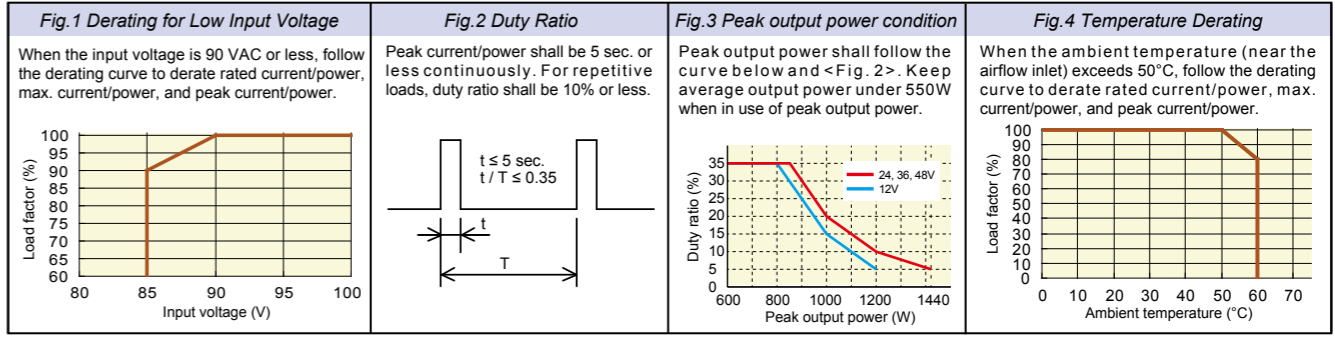 Fig.1 Derating for Low Input Voltage
When the input voltage is 90 VAC or less, follow
the derating curve to derate rated current/power,
max. current/power, and peak current/power.
100
95
90
85
80
75
70
65
60
Load factor (%)
80 85 90 95 100
Input voltage (V)
Fig.2 Duty Ratio
Peak current/power shall be 5 sec. or
less continuously. For repetitive
loads, duty ratio shall be 10% or less.
t ≤ 5 sec.
t / T ≤ 0.35
t
T
Fig.3 Peak output power condition
Peak output power shall follow the
curve below and <Fig. 2>. Keep
average output power under 550W
when in use of peak output power.
35
30
25
20
15
10
5
0
Duty ratio (%)
24, 36, 48V
12V
600 800 1000 1200 1440
Peak output power (W)
Fig.4 Temperature Derating
When the ambient temperature (near the
airflow inlet) exceeds 50°C, follow the derating
curve to derate rated current/power, max.
current/power, and peak current/power.
100
90
80
70
60
50
40
30
20
10
0
Load factor (%)
0 10 20 30 40 50 60 70
Ambient temperature (°C)